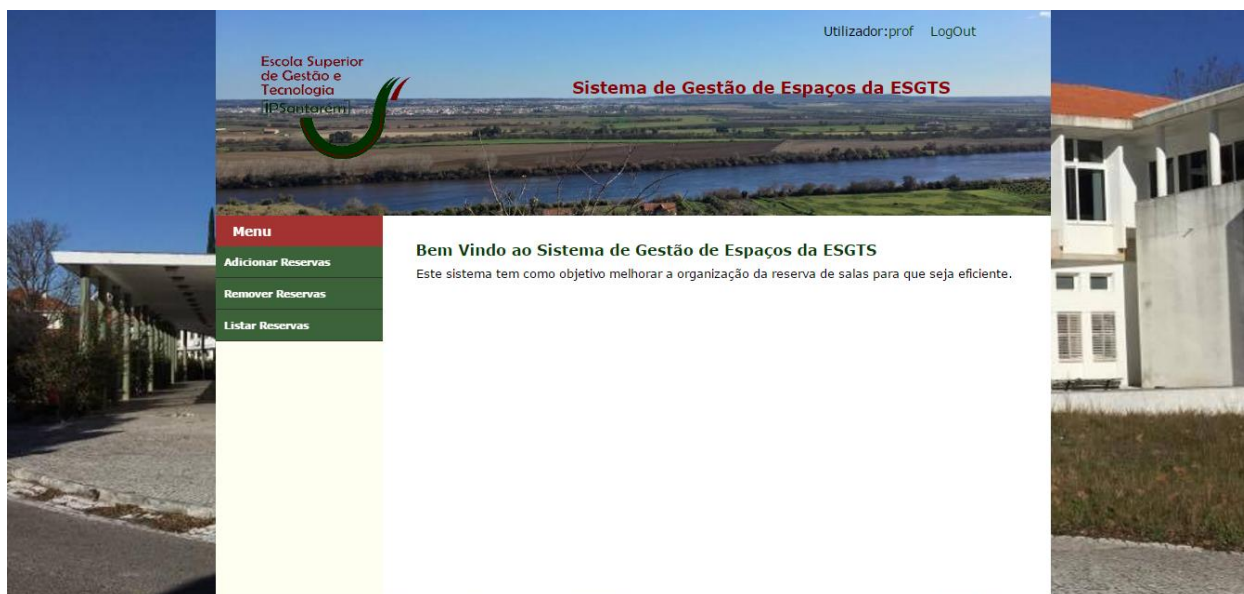 Utilizador:prof LogOut
Escola Superior
de Gestão e
Tecnologia
IPSantarém
Sistema de Gestão de Espaços da ESGTS
Menu
Adicionar Reservas
Remover Reservas
Listar Reservas
Bem Vindo ao Sistema de Gestão de Espaços da ESGTS
Este sistema tem como objetivo melhorar a organização da reserva de salas para que seja eficiente.